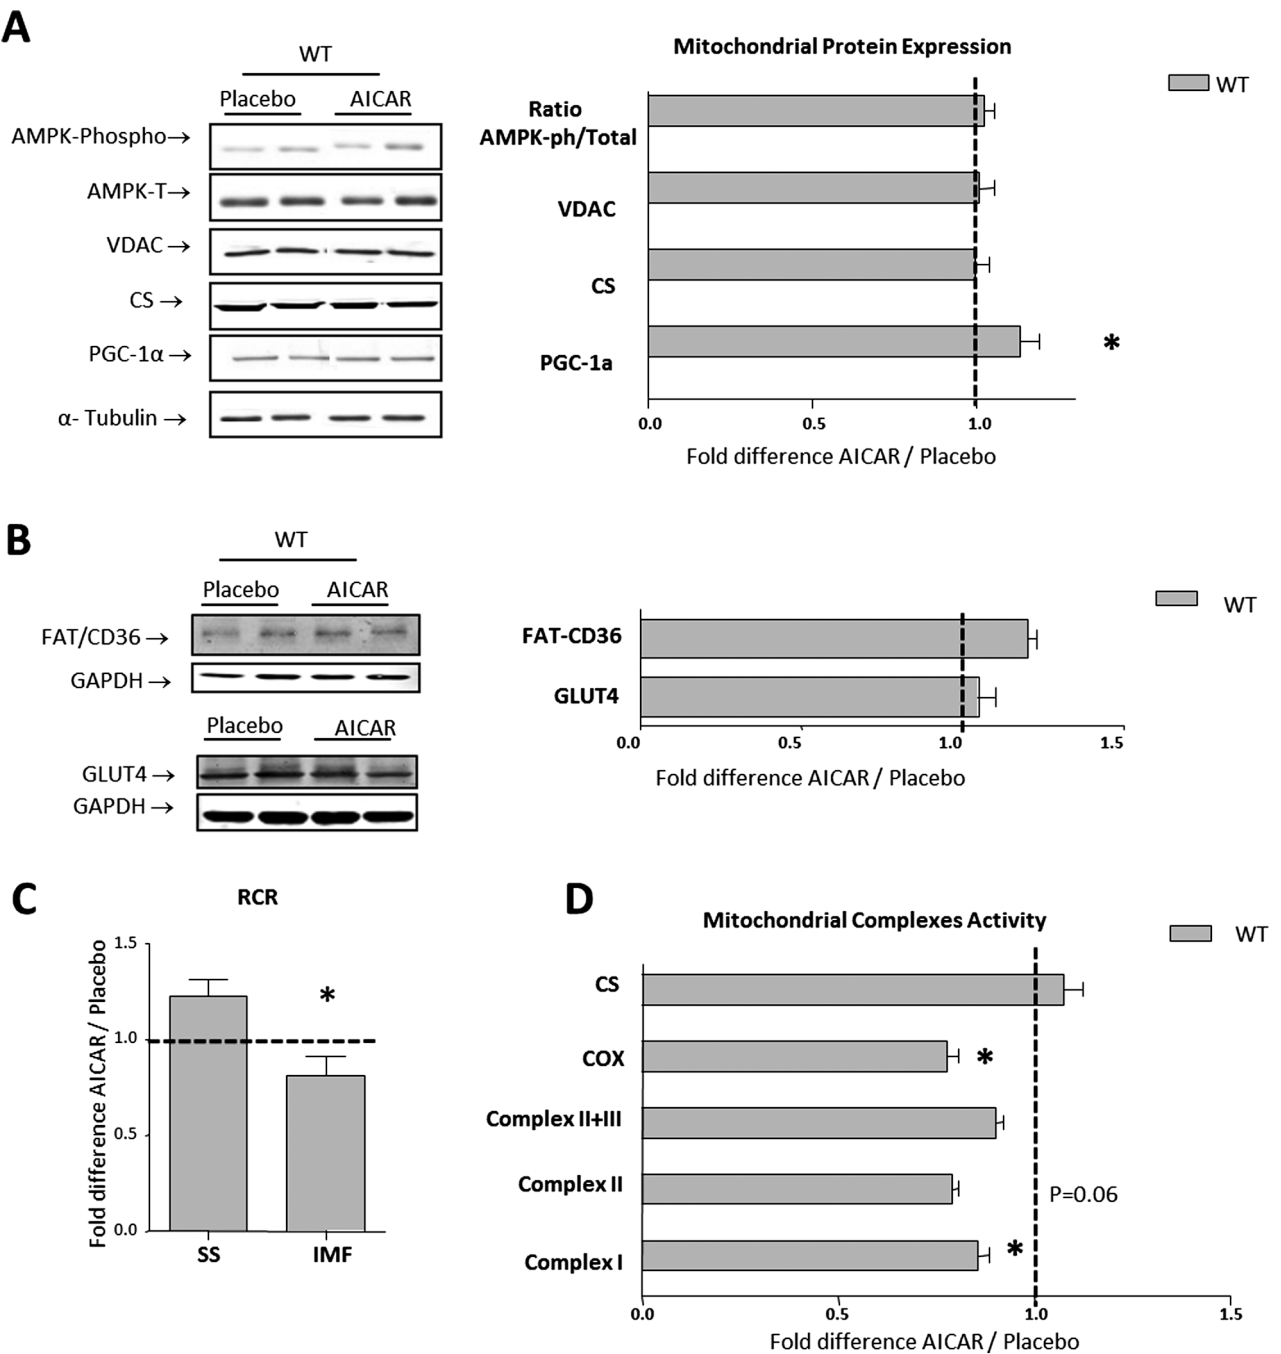 A
WT
Placebo AICAR
AMPK-Phospho→
AMPK-T→
VDAC→
CS →
PGC-1α→
α- Tubulin →
Mitochondrial Protein Expression
WT
Ratio
AMPK-ph/Total
VDAC
CS
PGC-1a
*
0.0 0.5 1.0
Fold difference AICAR / Placebo
B
WT
Placebo AICAR
FAT/CD36 →
GAPDH →
Placebo AICAR
GLUT4 →
GAPDH →
WT
FAT-CD36
GLUT4
0.0 0.5 1.0 1.5
Fold difference AICAR / Placebo
C
RCR
Fold difference AICAR / Placebo
1.5
1.0
0.5
0.0
*
SS IMF
D
Mitochondrial Complexes Activity
WT
CS
COX *
Complex II+III
Complex II
P=0.06
Complex I *
0.0 0.5 1.0 1.5
Fold difference AICAR / Placebo